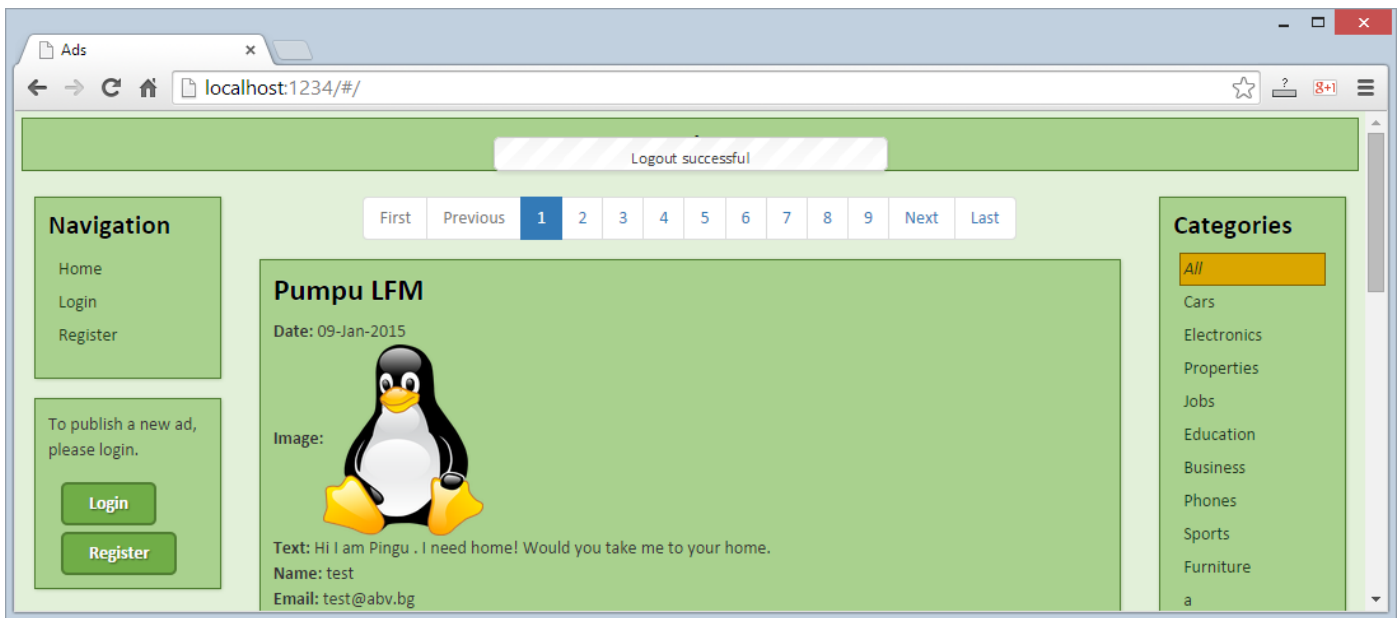 Ads
localhost:1234/#/
?
g+1
Logout successful
Navigation
Home
Login
Register
To publish a new ad,
please login.
Login
Register
First Previous 1 2 3 4 5 6 7 8 9 Next Last
Pumpu LFM
Date: 09-Jan-2015
Image:
Text: Hi I am Pingu . I need home! Would you take me to your home.
Name: test
Email: test@abv.bg
Categories
All
Cars
Electronics
Properties
Jobs
Education
Business
Phones
Sports
Furniture
a